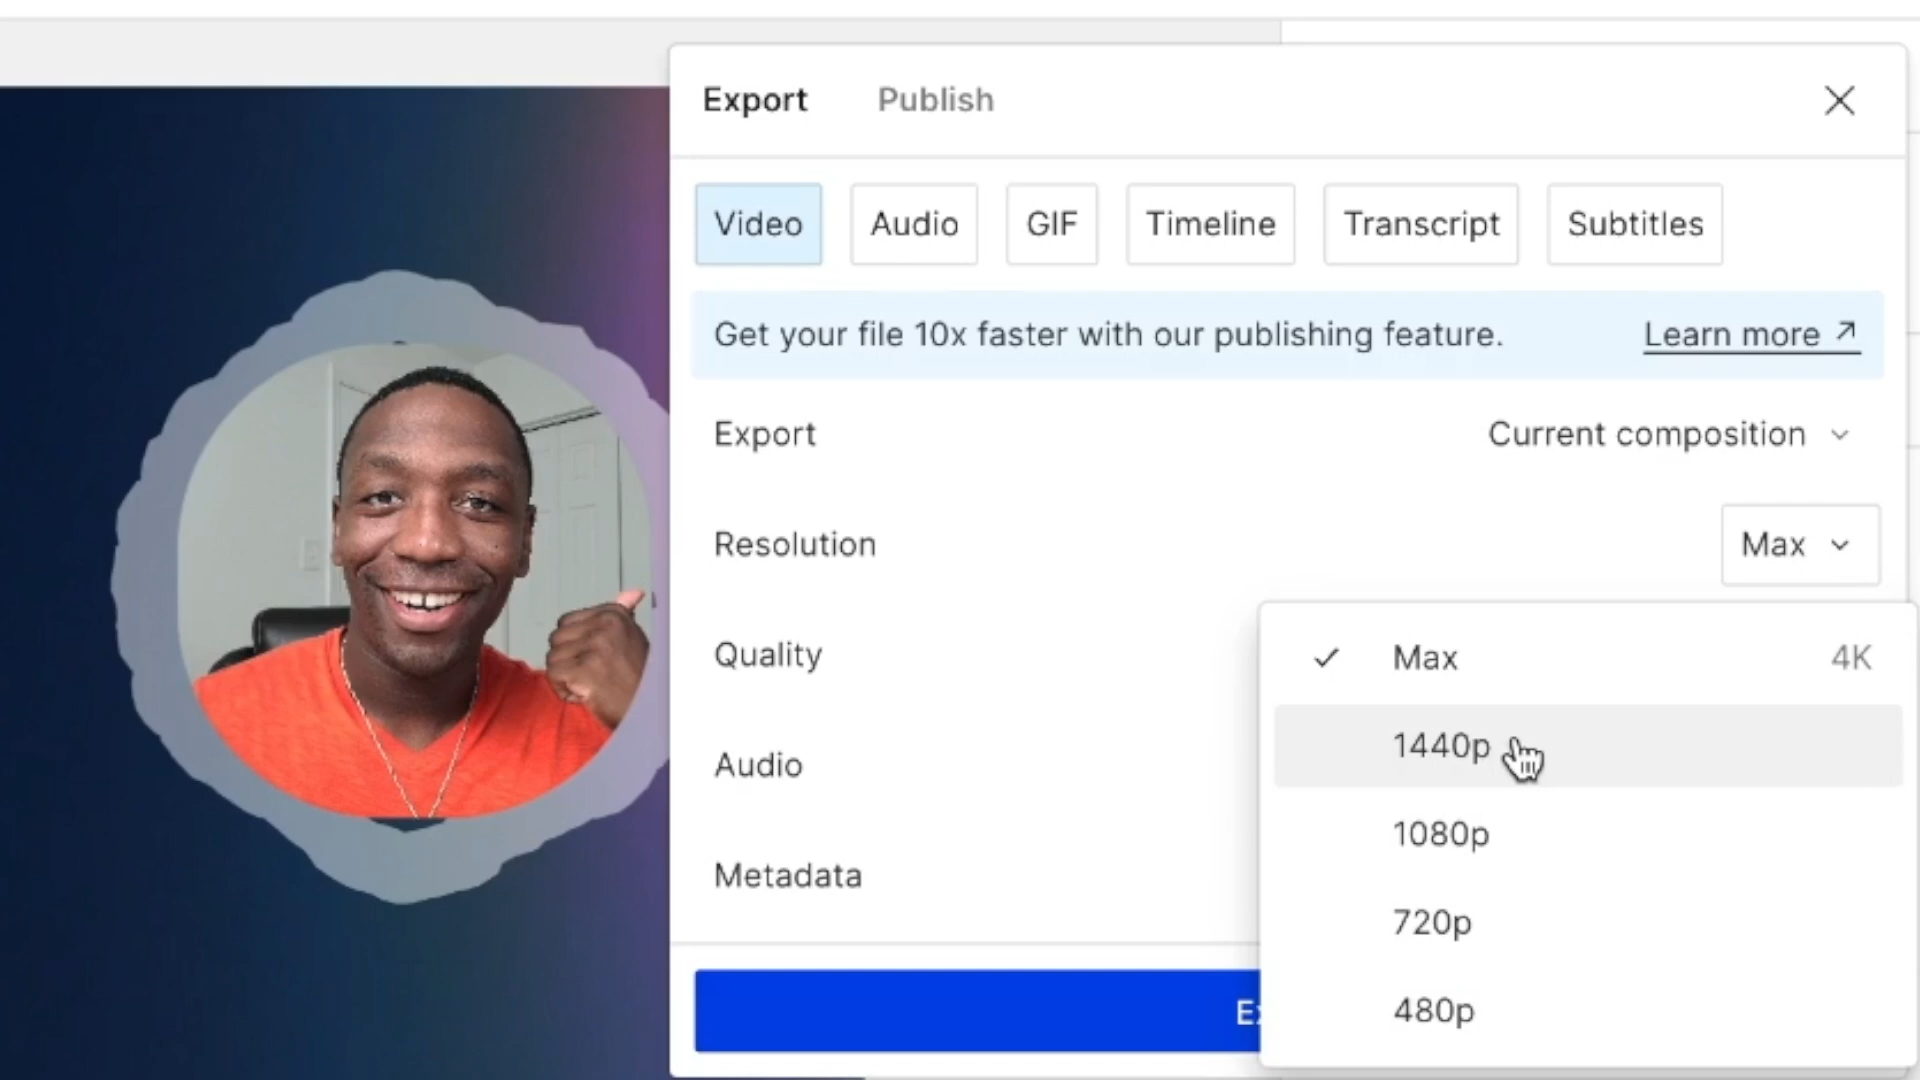 Export Publish
Video Audio GIF Timeline Transcript Subtitles
Get your file 10x faster with our publishing feature. Learn more ↗
Export Current composition
Resolution Max
Quality
Max 4K
1440p
Audio
1080p
Metadata
720p
480p